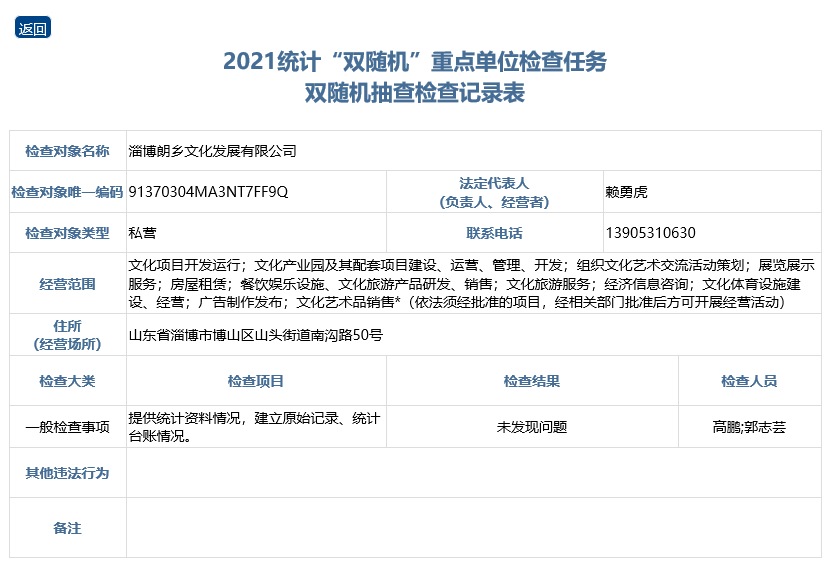 返回
2021统计“双随机”重点单位检查任务
双随机抽查检查记录表
检查对象名称 淄博朗乡文化发展有限公司
检查对象唯一编码 91370304MA3NT7FF9Q 法定代表人
（负责人、经营者） 赖勇虎
检查对象类型 私营 联系电话 13905310630
经营范围
文化项目开发运行；文化产业园及其配套项目建设、运营、管理、开发；组织文化艺术交流活动策划；展览展示
服务；房屋租赁；餐饮娱乐设施、文化旅游产品研发、销售；文化旅游服务；经济信息咨询；文化体育设施建
设、经营；广告制作发布；文化艺术品销售*（依法须经批准的项目，经相关部门批准后方可开展经营活动）
住所
（经营场所） 山东省淄博市博山区山头街道南沟路50号
检查大类 检查项目 检查结果 检查人员
一般检查事项 提供统计资料情况，建立原始记录、统计
台账情况。 未发现问题 高鹏;郭志芸
其他违法行为
备注